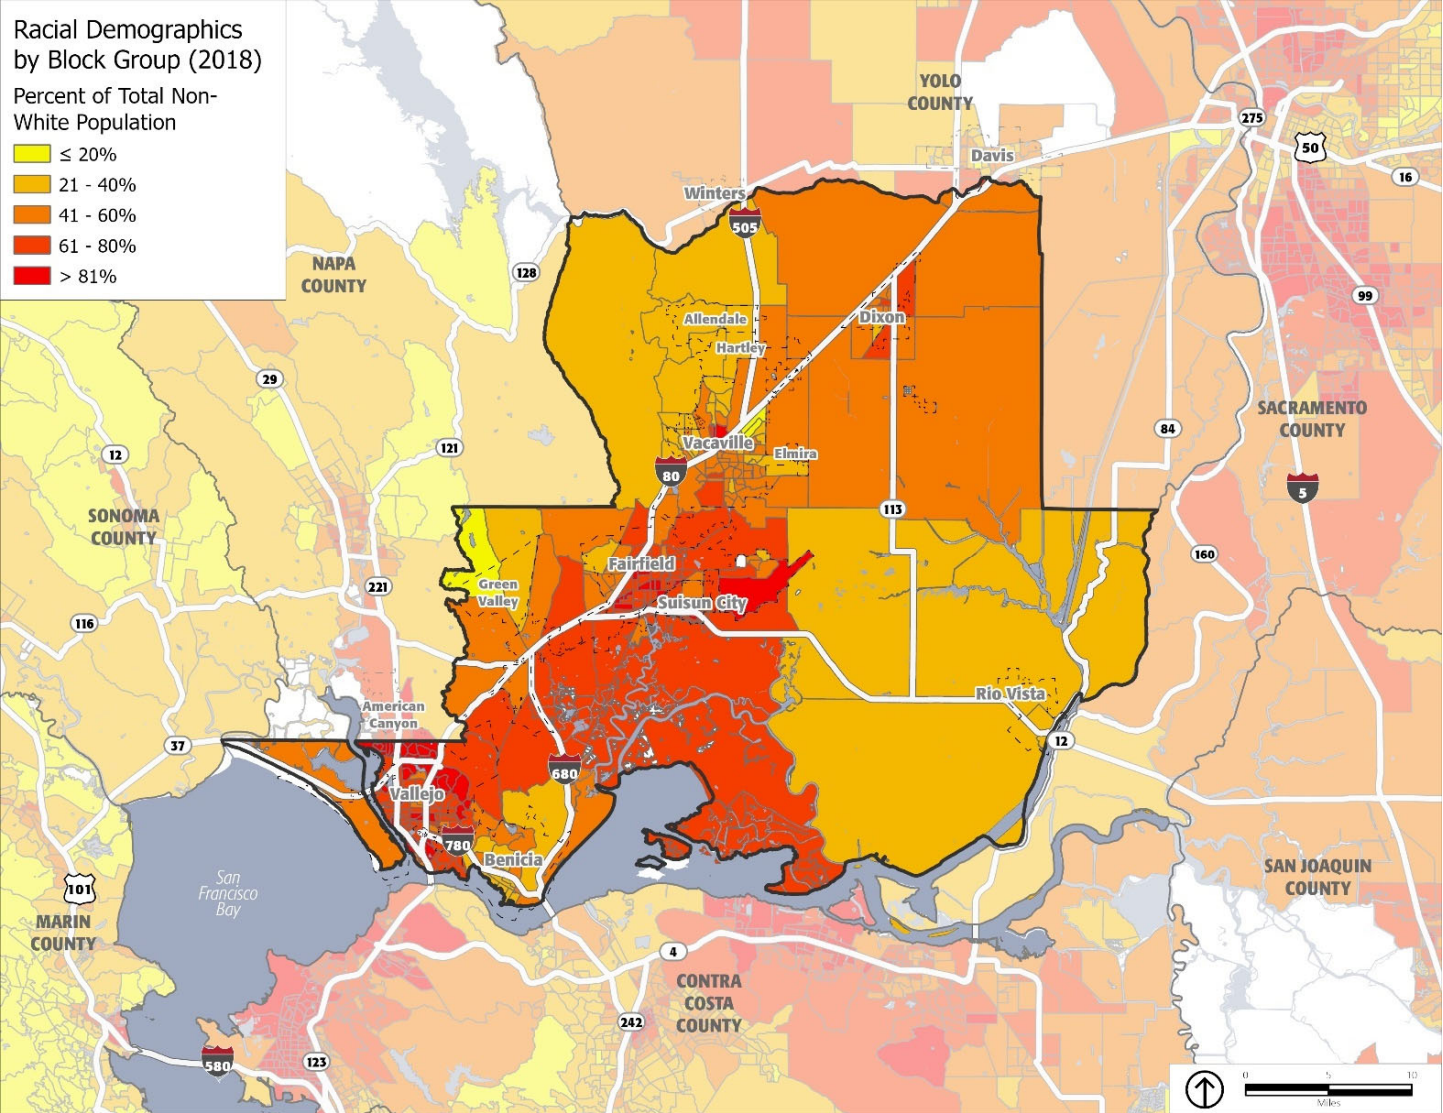 Racial Demographics
by Block Group (2018)
Percent of Total Non-
White Population
≤ 20%
21 - 40%
41 - 60%
61 - 80%
> 81%
YOLO
COUNTY
275
50
Davis
16
Winters
505
NAPA
COUNTY
128
99
Allendale
Dixon
Hartley
29
SACRAMENTO
COUNTY
84
Vacaville
121
12
Elmira
80
5
113
SONOMA
COUNTY
160
Fairfield
221
Green
Valley
Suisun City
116
Rio Vista
American
Canyon
37
12
680
Vallejo
780
Benicia
San
Francisco
Bay
101
SAN JOAQUIN
COUNTY
MARIN
COUNTY
4
CONTRA
COSTA
COUNTY
242
580
123
0 5 10
Miles